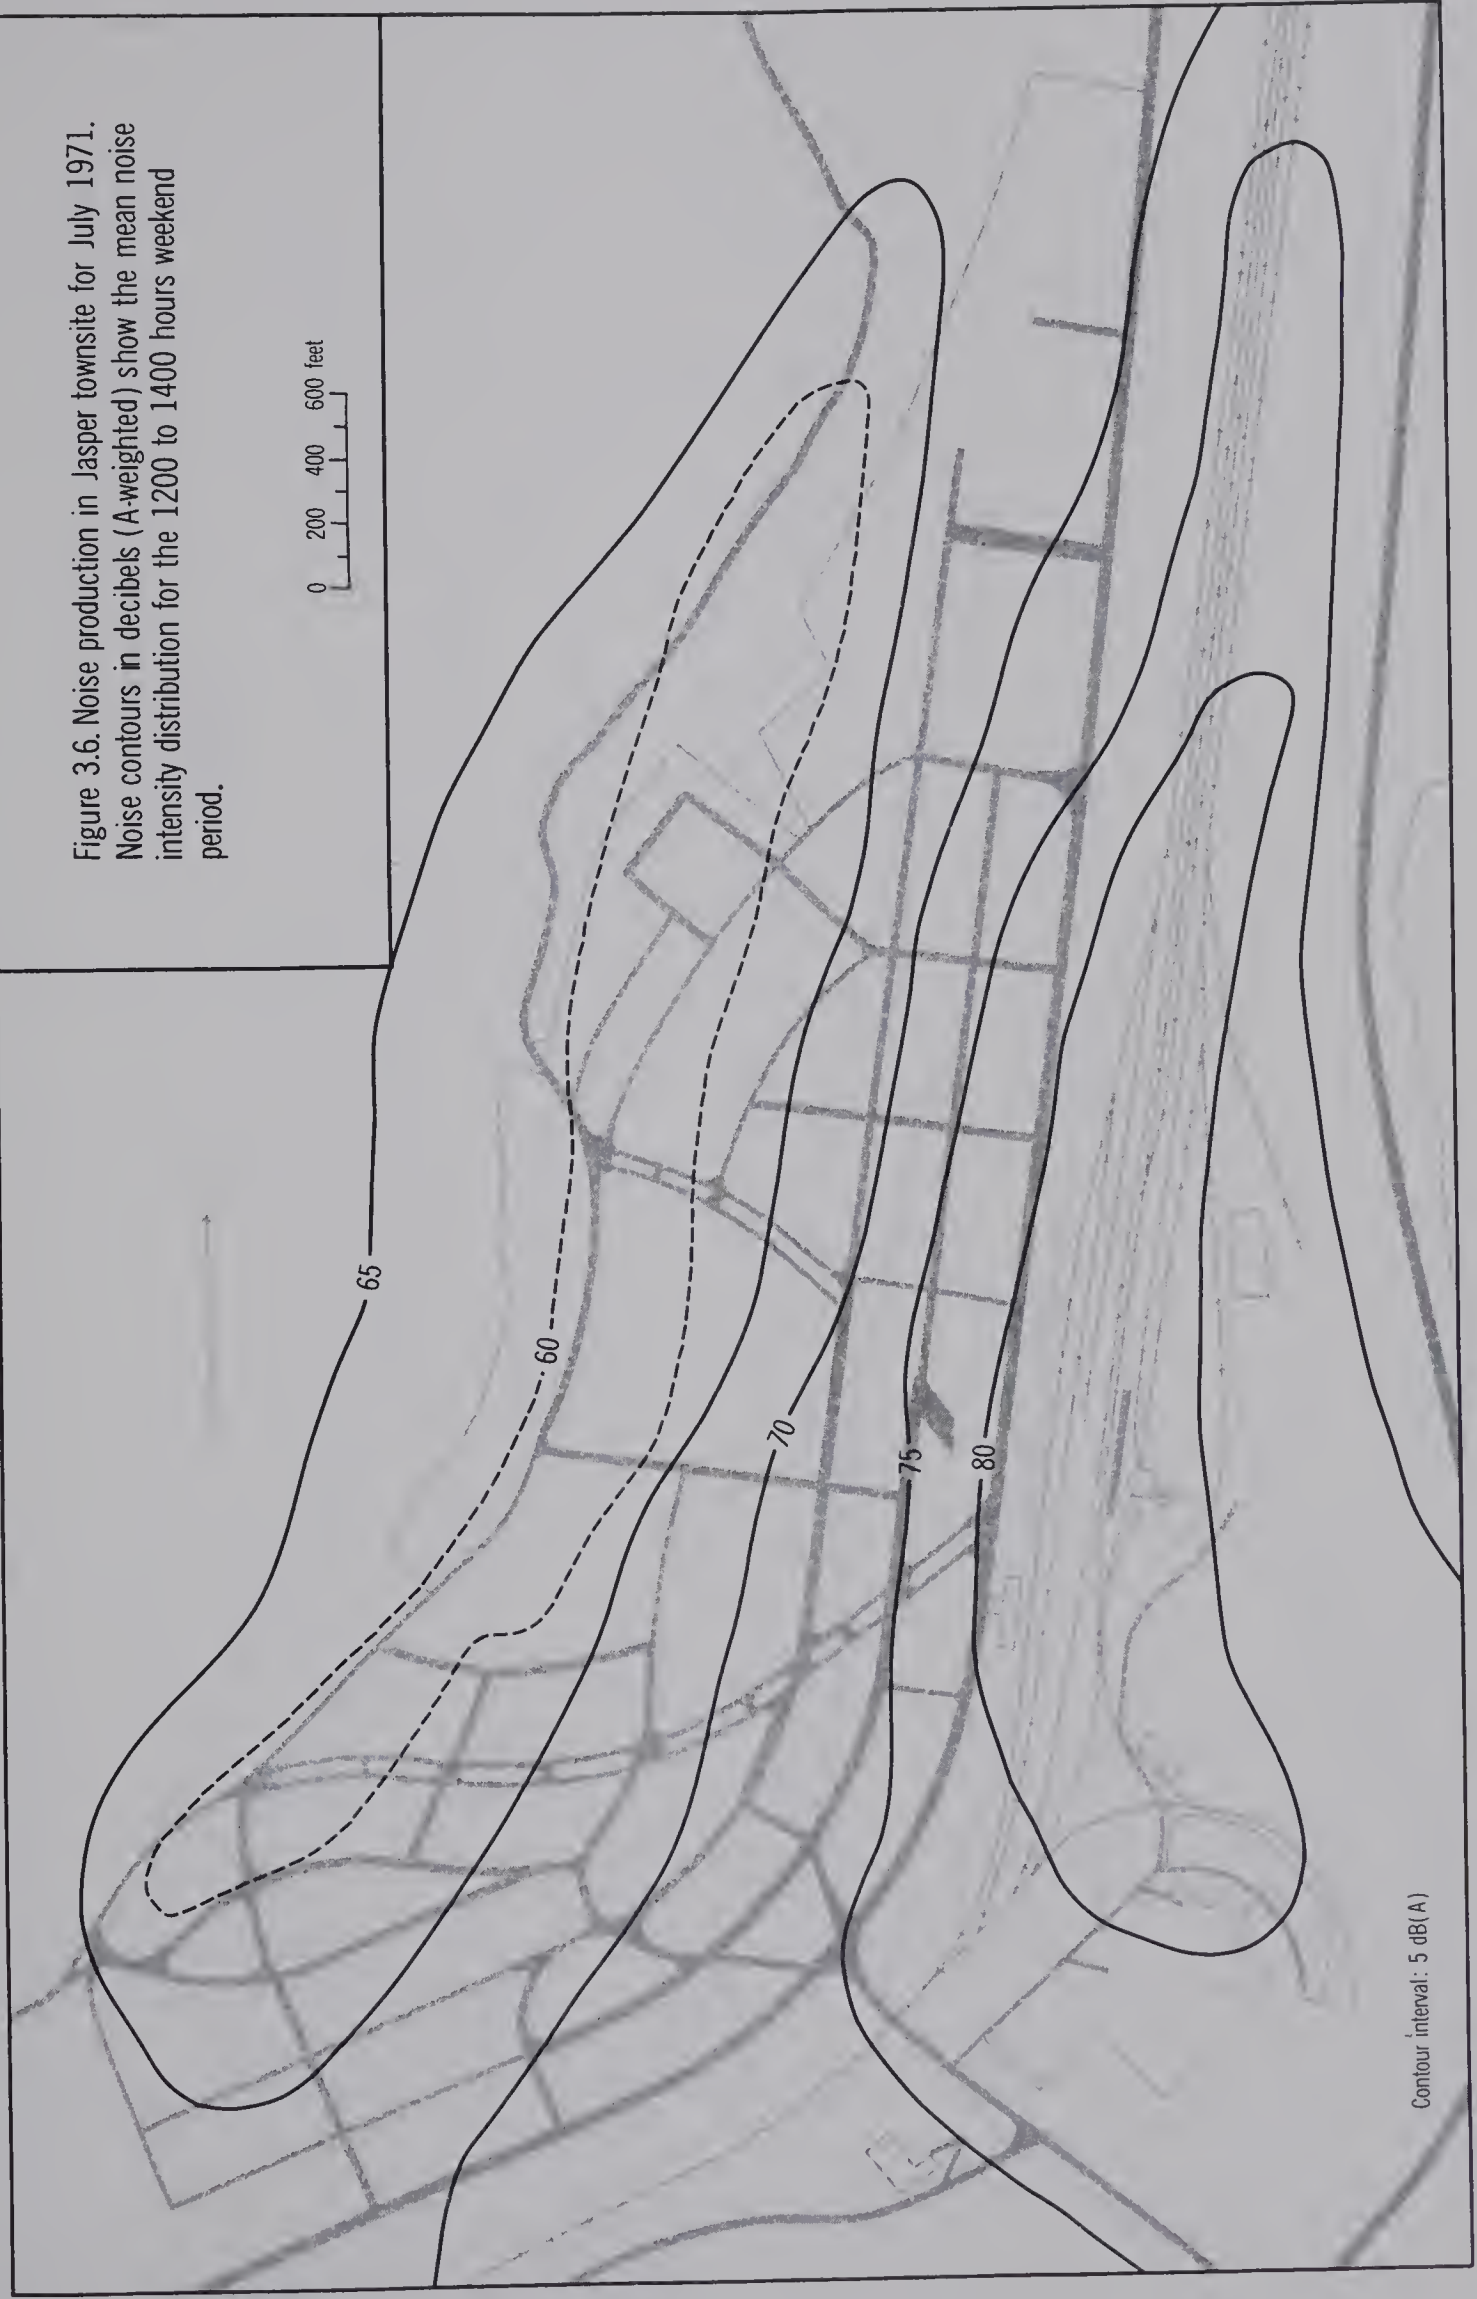 Figure 3.6. Noise production in Jasper townsite for July 1971.
Noise contours in decibels (A-weighted) show the mean noise
intensity distribution for the 1200 to 1400 hours weekend
period.
0 200 400 600 feet
65
60
70
75
80
Contour interval: 5 dB(A)